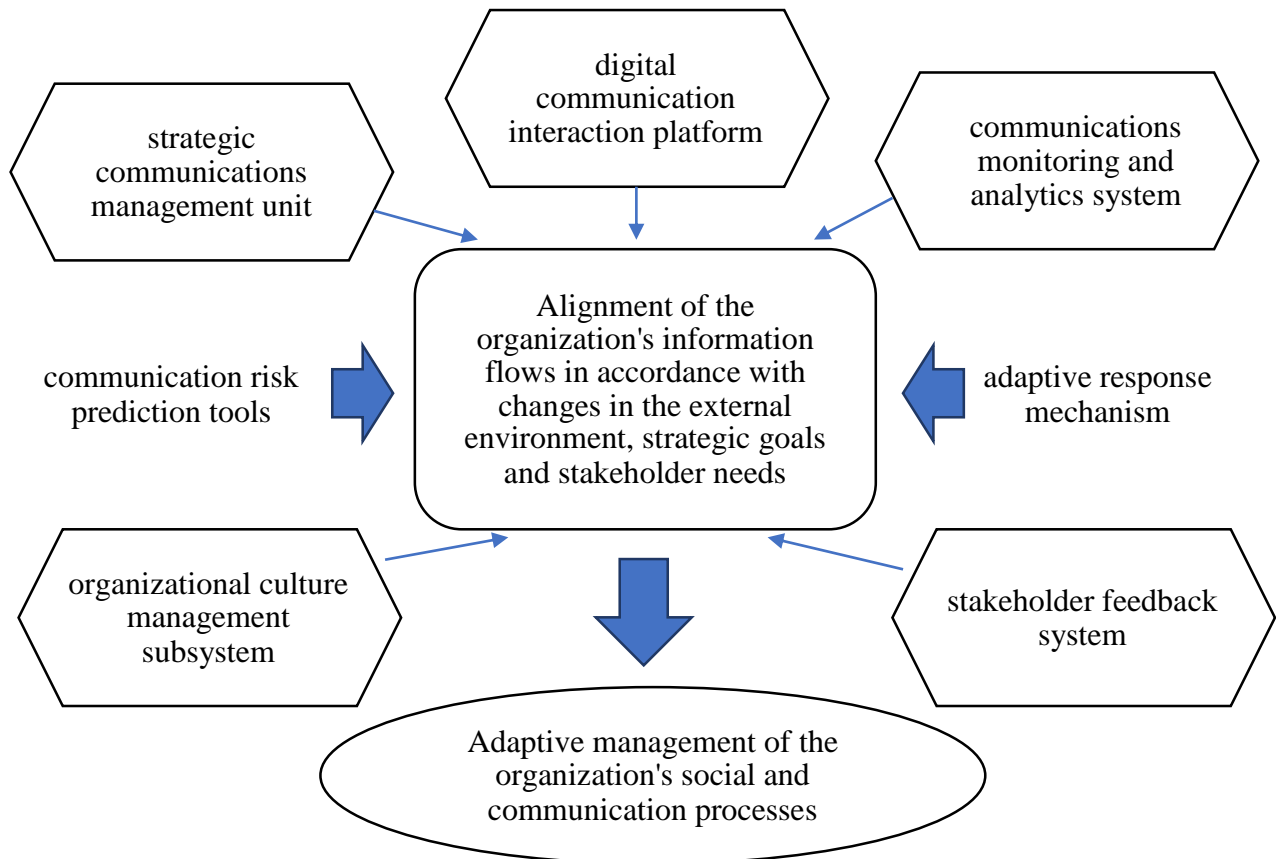 digital
communication
interaction platform
strategic
communications
management unit
communications
monitoring and
analytics system
Alignment of the
organization's information
flows in accordance with
changes in the external
environment, strategic goals
and stakeholder needs
communication risk
prediction tools
adaptive response
mechanism
organizational culture
management
subsystem
stakeholder feedback
system
Adaptive management of the
organization's social and
communication processes